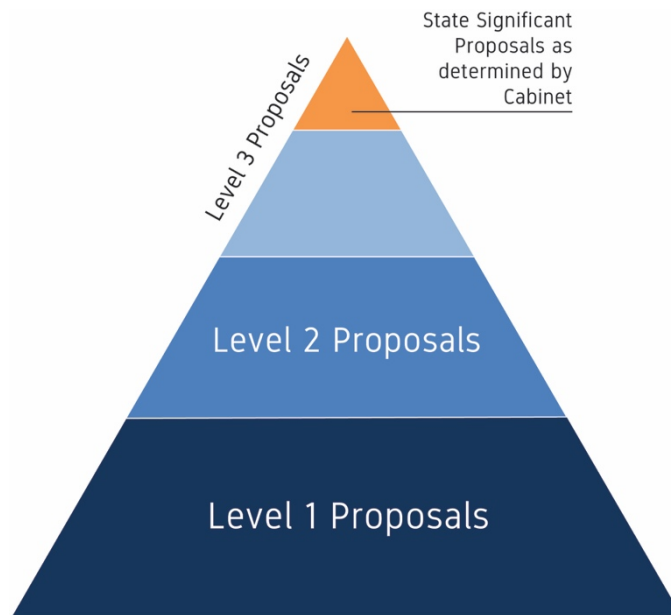 State Significant
Proposals as
determined by
Cabinet
Level 3 Proposals
Level 2 Proposals
Level 1 Proposals